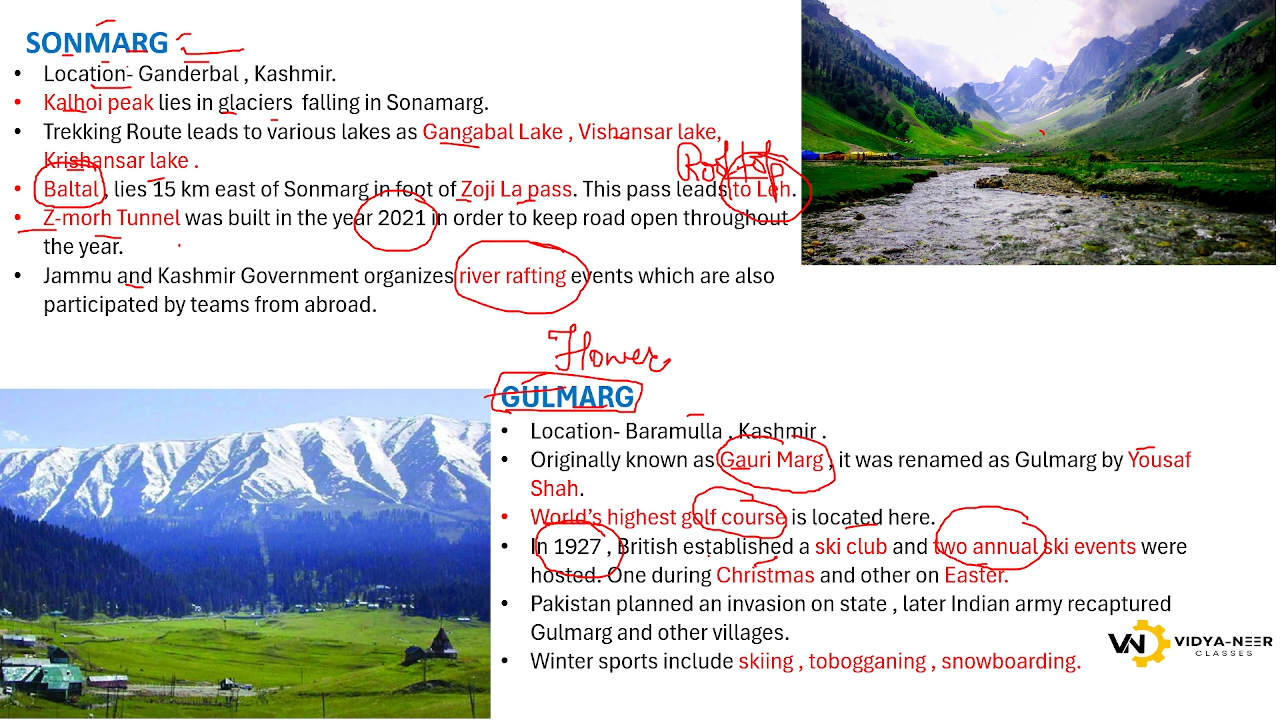 SONMARG
• Location- Ganderbal , Kashmir.
• Kalhoi peak lies in glaciers falling in Sonamarg.
• Trekking Route leads to various lakes as Gangabal Lake , Vishansar lake,
Krishansar lake .
Rooftop
• Baltal , lies 15 km east of Sonmarg in foot of Zoji La pass. This pass leads to Leh.
• Z-morh Tunnel was built in the year 2021 in order to keep road open throughout
the year.
• Jammu and Kashmir Government organizes river rafting events which are also
participated by teams from abroad.
Flower
GULMARG
• Location- Baramulla , Kashmir .
• Originally known as Gauri Marg , it was renamed as Gulmarg by Yousaf
Shah.
• World's highest golf course is located here.
• In 1927 , British established a ski club and two annual ski events were
hosted. One during Christmas and other on Easter.
• Pakistan planned an invasion on state , later Indian army recaptured
Gulmarg and other villages.
• Winter sports include skiing , tobogganing , snowboarding.
VN VIDYA-NEER
CLASSES